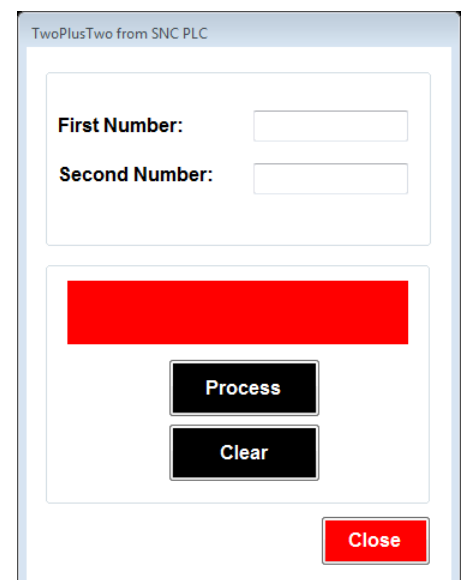 TwoPlusTwo from SNC PLC
First Number:
Second Number:
Process
Clear
Close